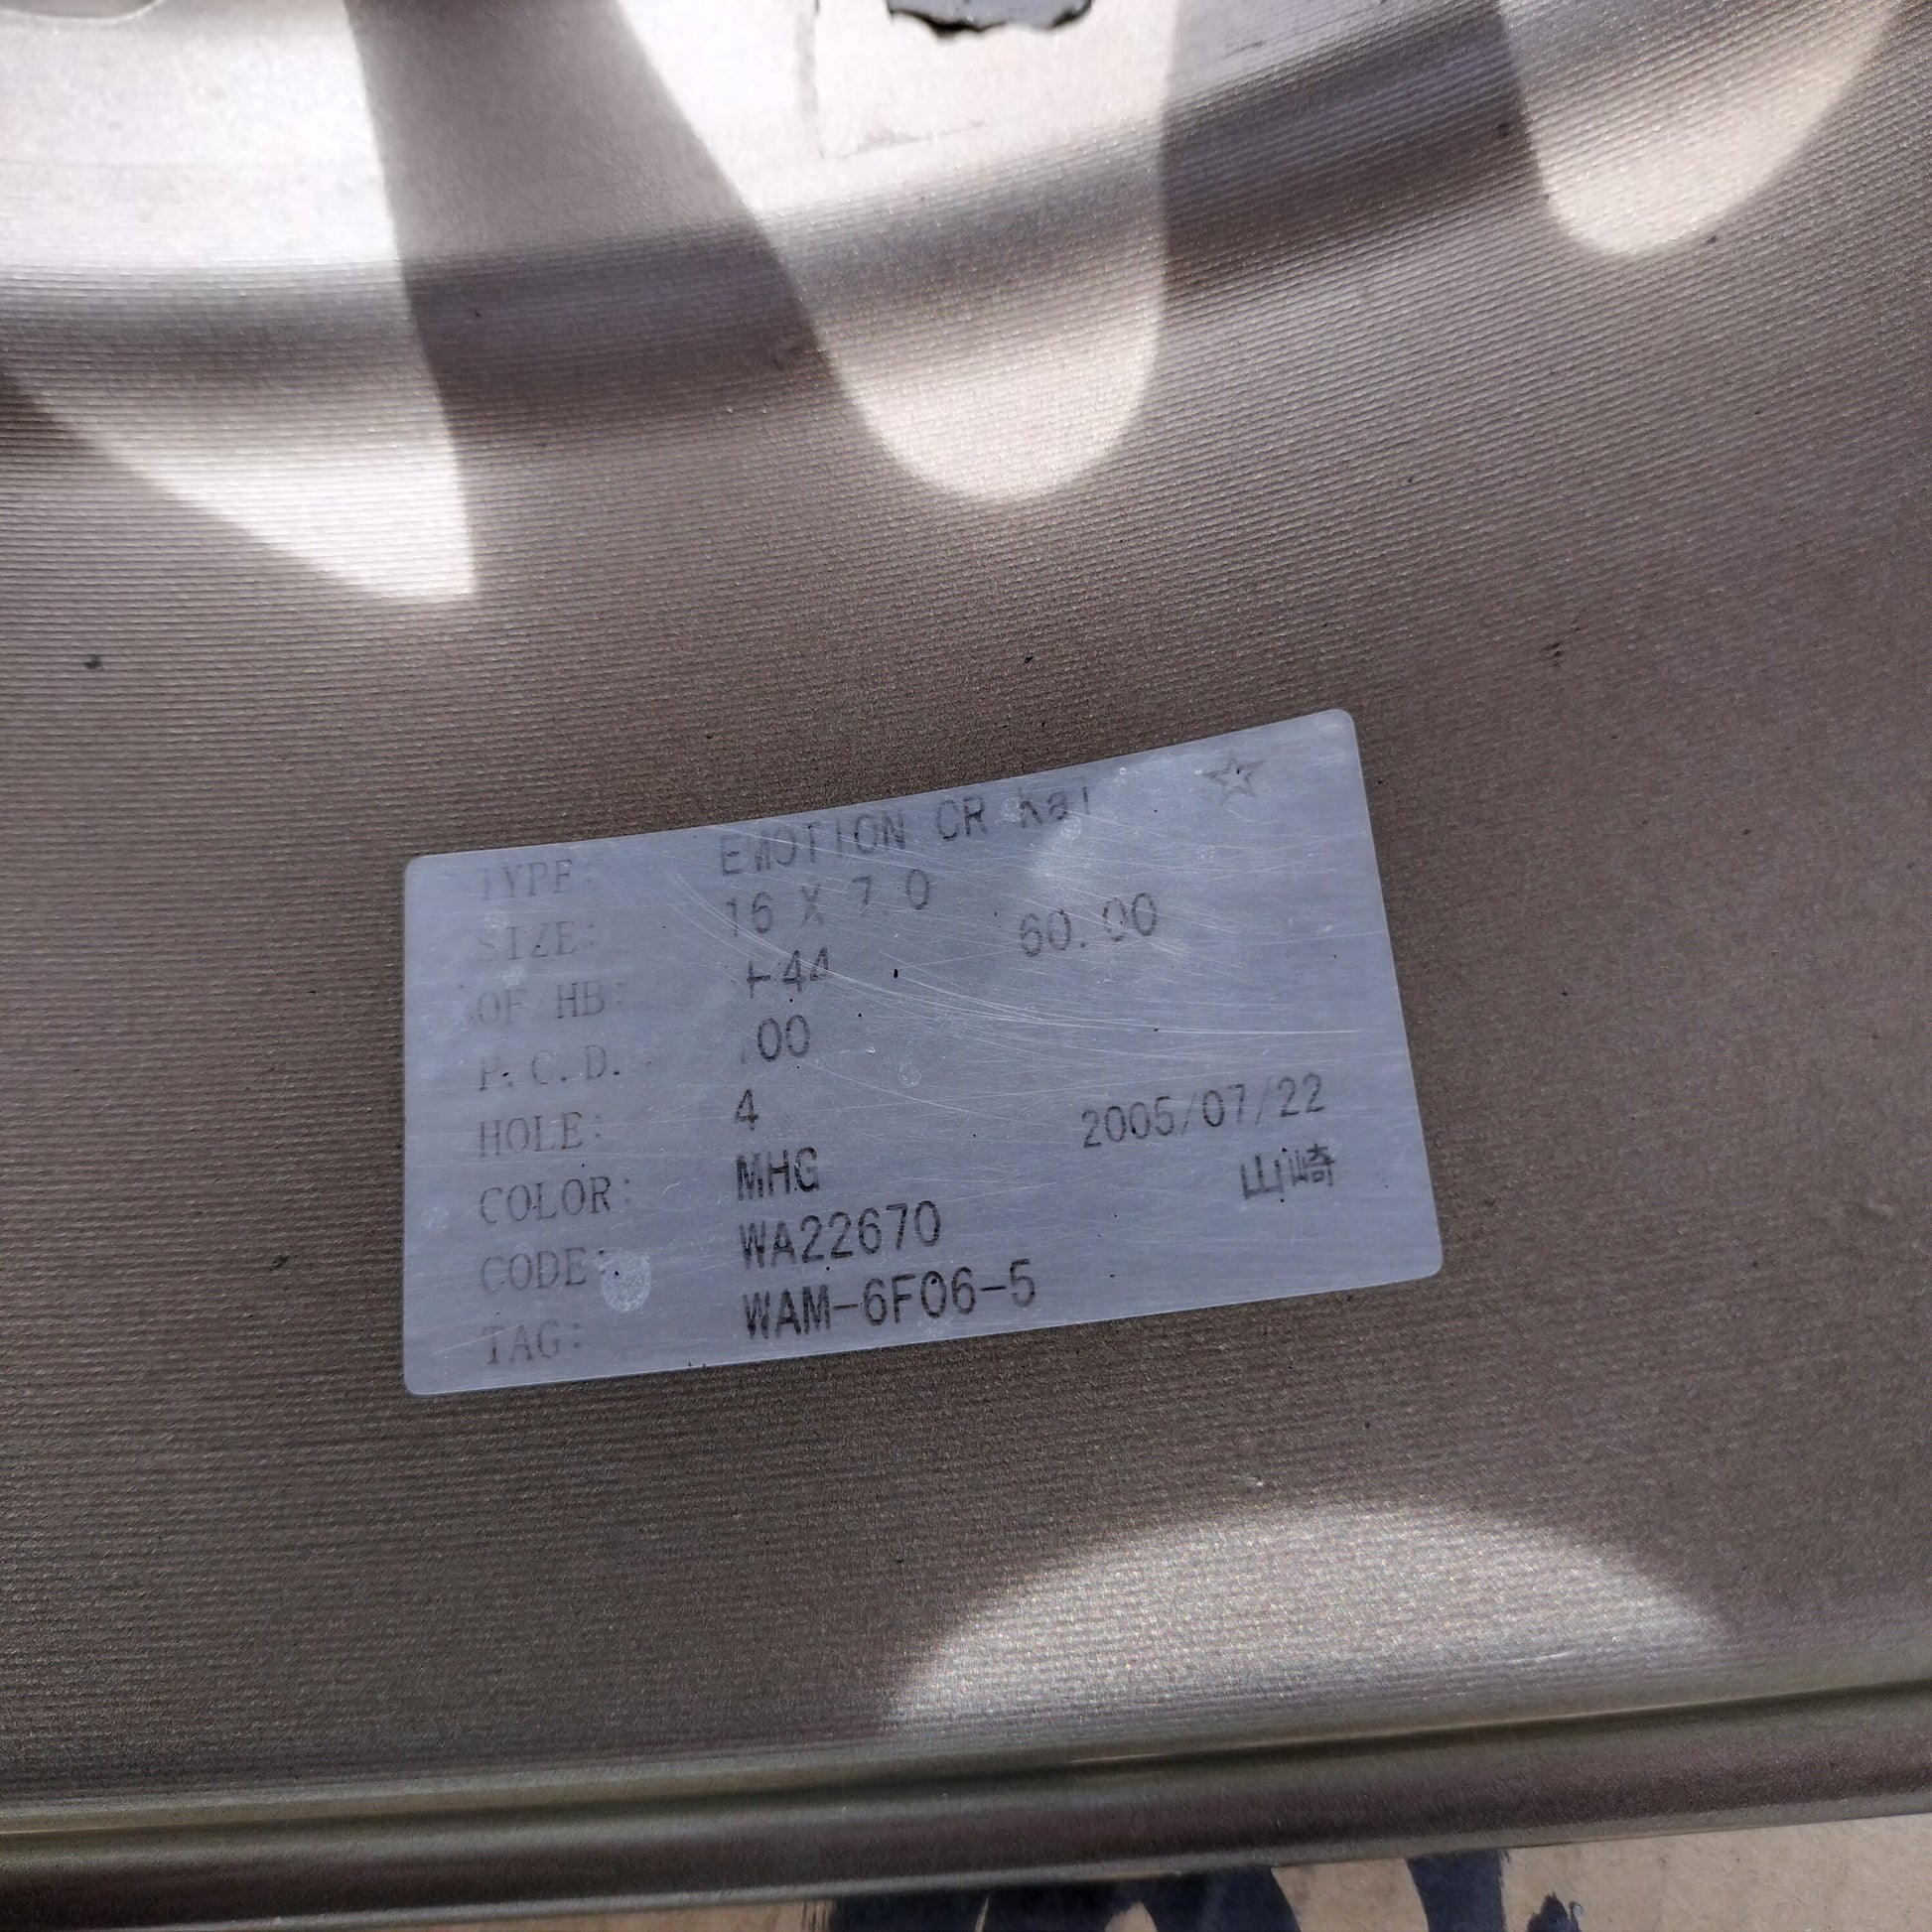 TYPE: EMOTION CR kai ☆
SIZE: 16 X 7.0
OF HB: +44 60.00
P.C.D. 100
HOLE: 4
COLOR: MHG 2005/07/22
CODE: WA22670 山崎
TAG: WAM-6F06-5